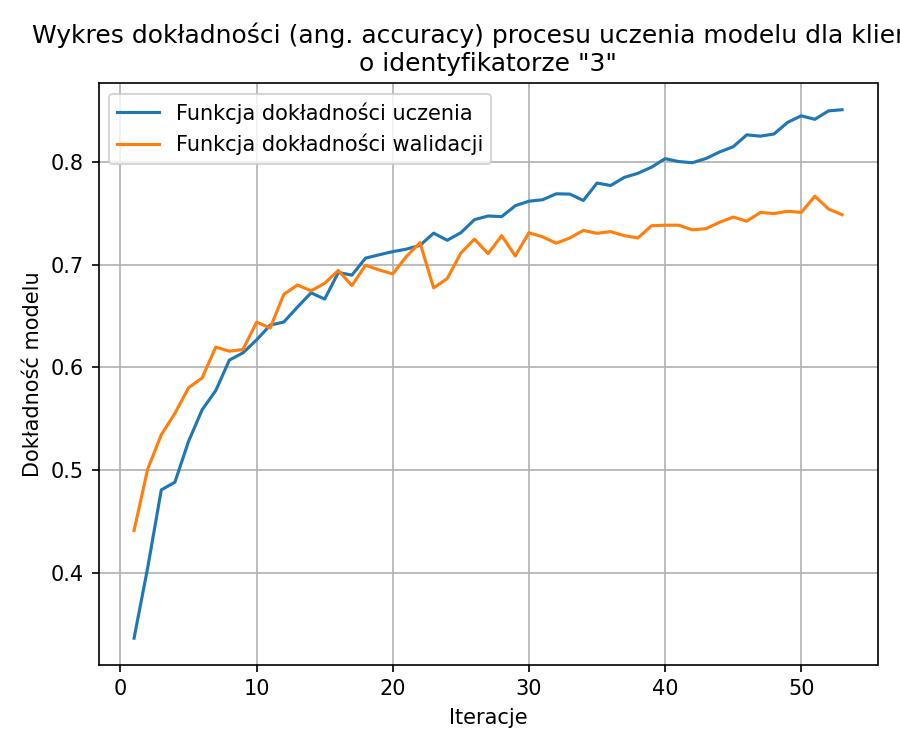 Wykres dokładności (ang. accuracy) procesu uczenia modelu dla
o identyfikatorze "3"
Funkcja dokładności uczenia
Funkcja dokładności walidacji
Dokładność modelu
0.8
0.7
0.6
0.5
0.4
0 10 20 30 40 50
Iteracje